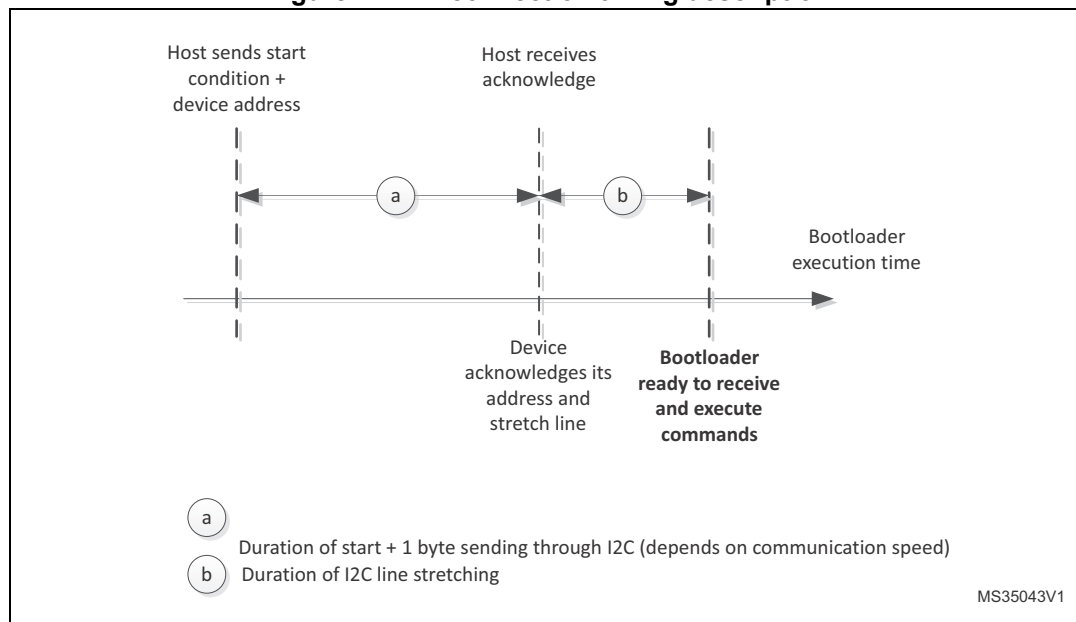 Host sends start
condition +
device address
Host receives
acknowledge
a
b
Bootloader
execution time
Device
acknowledges its
address and
stretch line
Bootloader
ready to receive
and execute
commands
a
Duration of start + 1 byte sending through I2C (depends on communication speed)
b Duration of I2C line stretching
MS35043V1